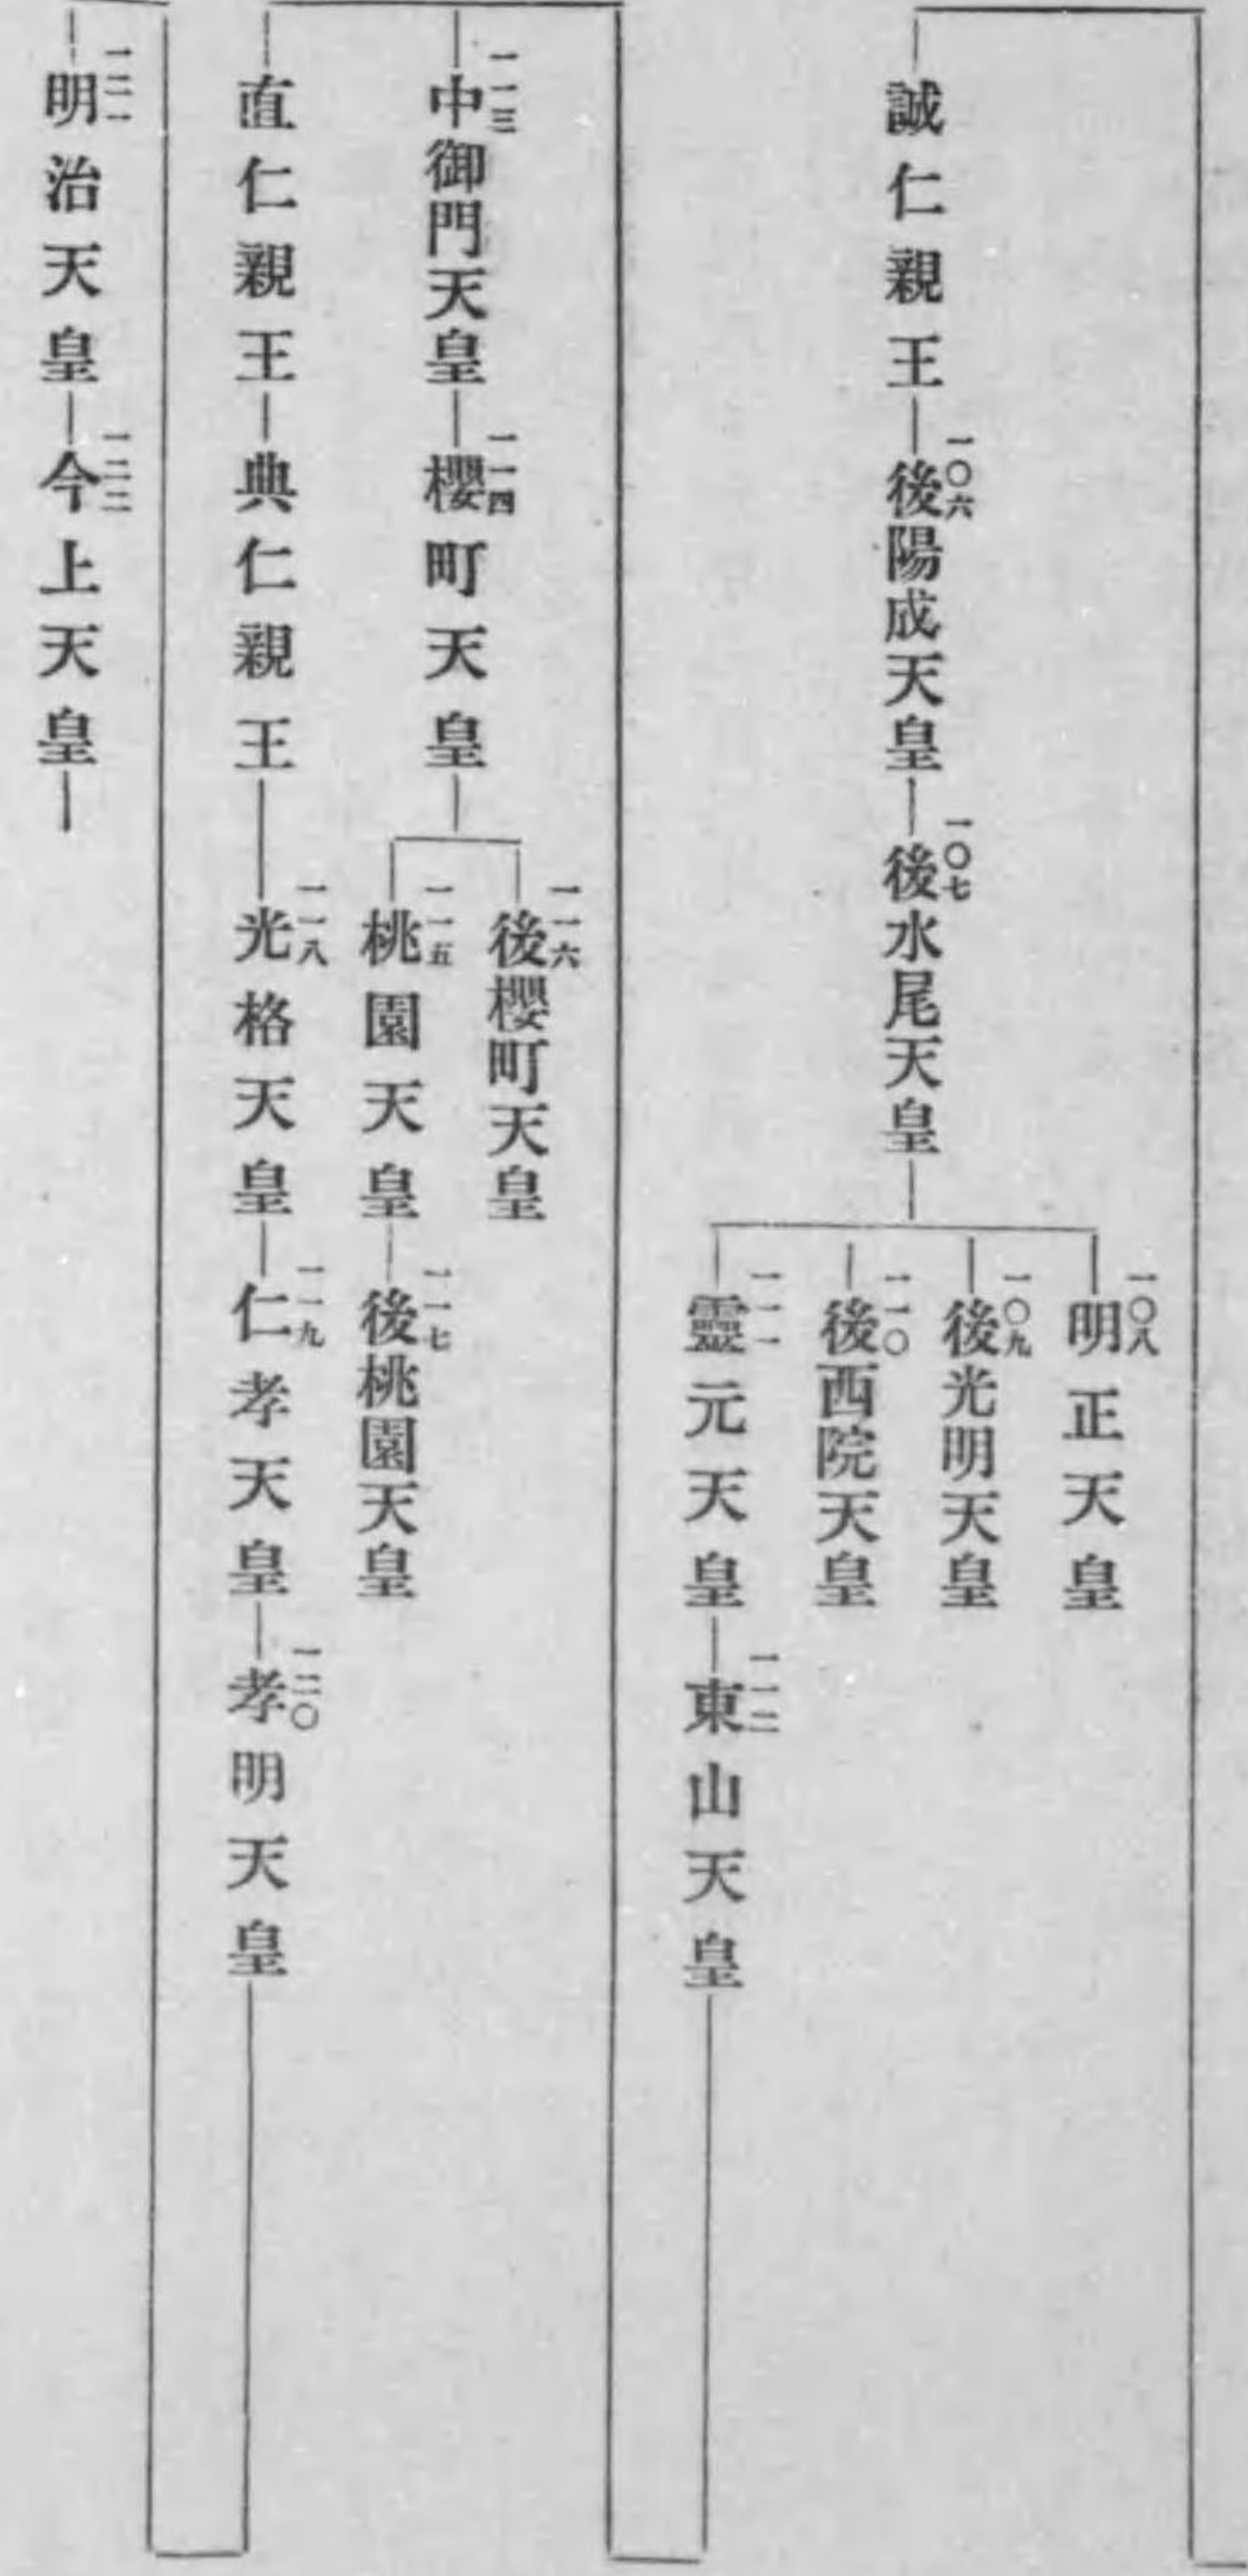 誠仁親王
一〇六
後陽成天皇
一〇七
後水尾天皇
一〇八
明正天皇
一〇九
後光明天皇
一一〇
後西院天皇
一一一
靈元天皇
一一二
東山天皇
一一三
中御門天皇
一一四
櫻町天皇
一一六
後櫻町天皇
一一五
桃園天皇
一一七
後桃園天皇
直仁親王
典仁親王
一一八
光格天皇
一一九
仁孝天皇
一二〇
孝明天皇
一二一
明治天皇
一二二
今上天皇